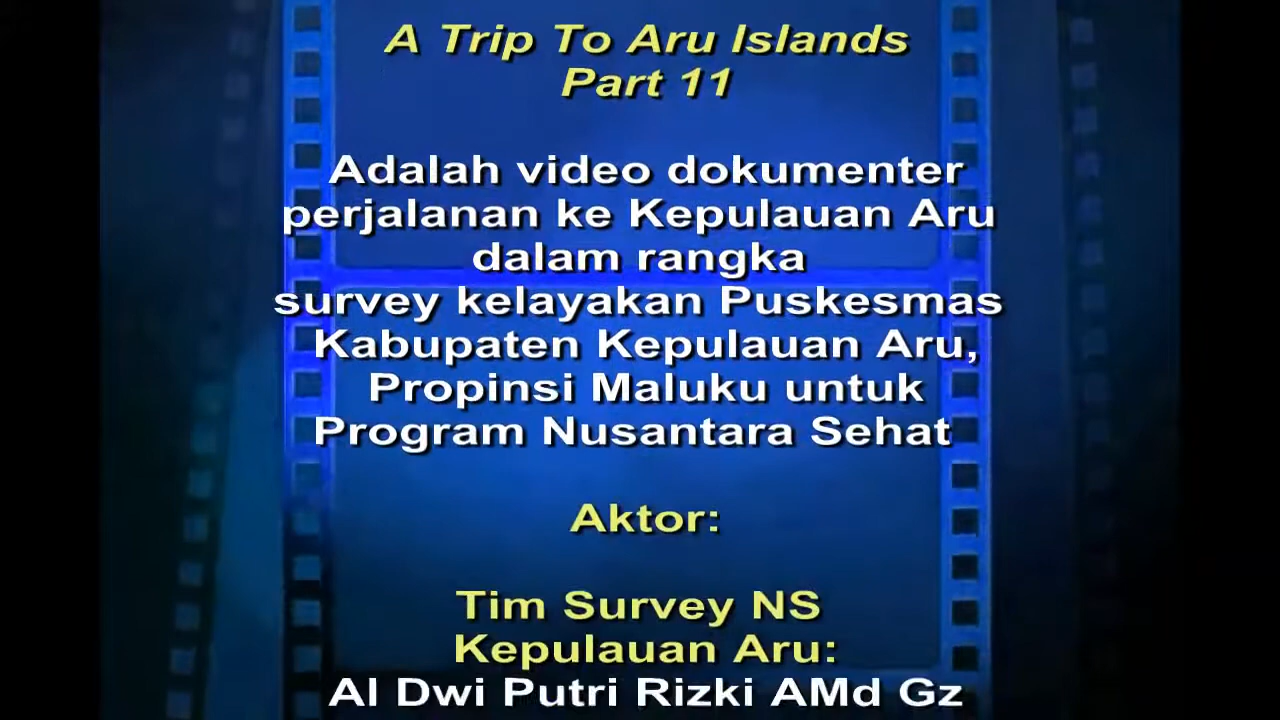 A Trip To Aru Islands
Part 11
Adalah video dokumenter
perjalanan ke Kepulauan Aru
dalam rangka
survey kelayakan Puskesmas
Kabupaten Kepulauan Aru,
Propinsi Maluku untuk
Program Nusantara Sehat
Aktor:
Tim Survey NS
Kepulauan Aru:
Al Dwi Putri Rizki AMd Gz